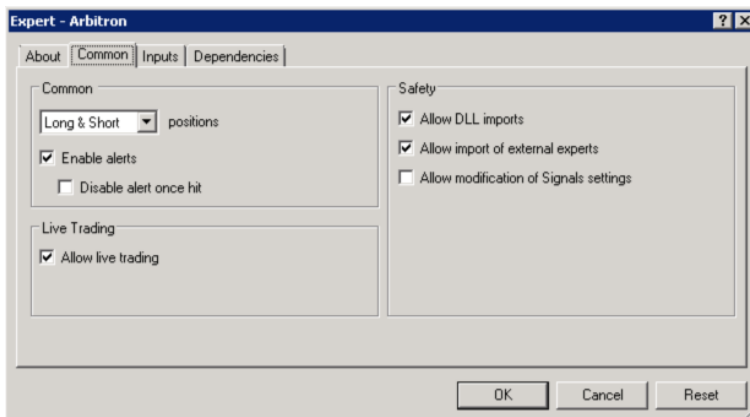 Expert - Arbitron
About Common Inputs Dependencies
Common
Long & Short positions
Enable alerts
Disable alert once hit
Live Trading
Allow live trading
Safety
Allow DLL imports
Allow import of external experts
Allow modification of Signals settings
OK Cancel Reset